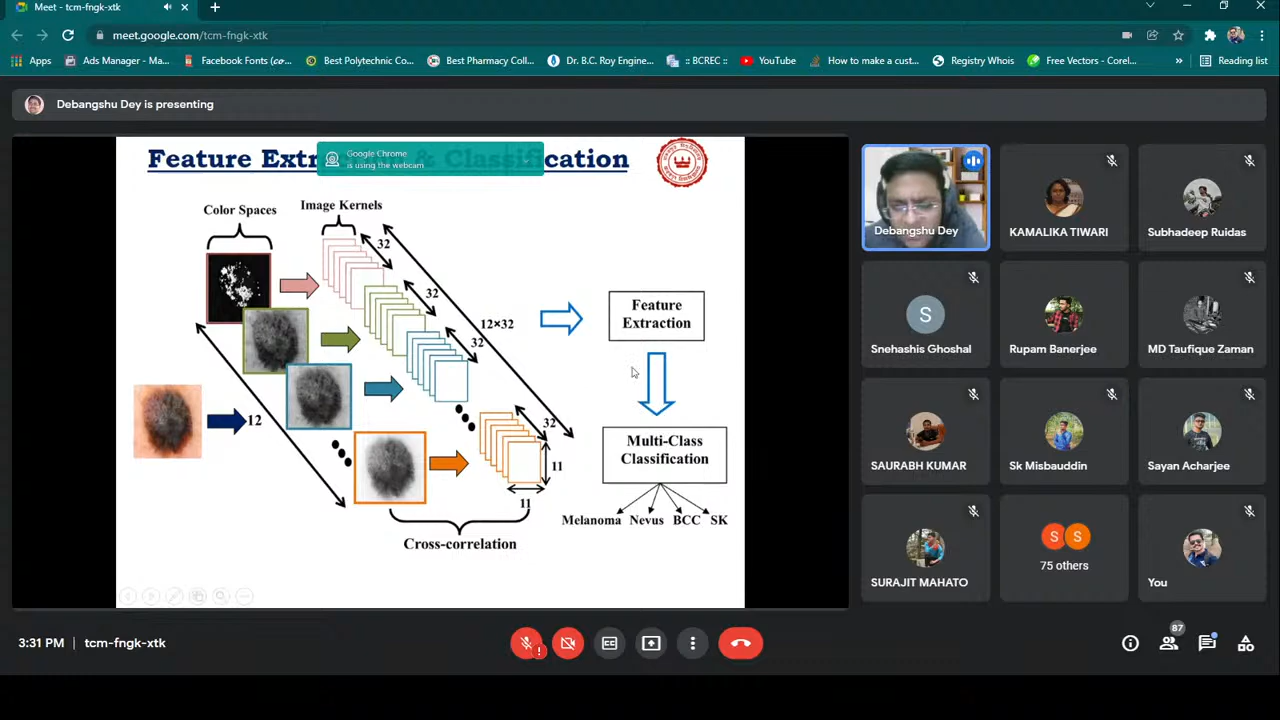 Meet - tcm-fngk-xtk
meet.google.com/tcm-fngk-xtk
Apps
Ads Manager - Ma...
Facebook Fonts (𝓬𝓸...
Best Polytechnic Co...
Best Pharmacy Coll...
Dr. B.C. Roy Engine...
:: BCREC ::
YouTube
How to make a cust...
Registry Whois
Free Vectors - Corel...
»
Reading list
Debangshu Dey is presenting
Feature Extr & Classification
Google Chrome
is using the webcam
Color Spaces
Image Kernels
32
32
12×32
32
12
32
11
11
Cross-correlation
Feature
Extraction
Multi-Class
Classification
Melanoma Nevus BCC SK
Debangshu Dey
KAMALIKA TIWARI
Subhadeep Ruidas
S
Snehashis Ghoshal
Rupam Banerjee
MD Taufique Zaman
SAURABH KUMAR
Sk Misbauddin
Sayan Acharjee
SURAJIT MAHATO
S S
75 others
You
3:31 PM | tcm-fngk-xtk
87